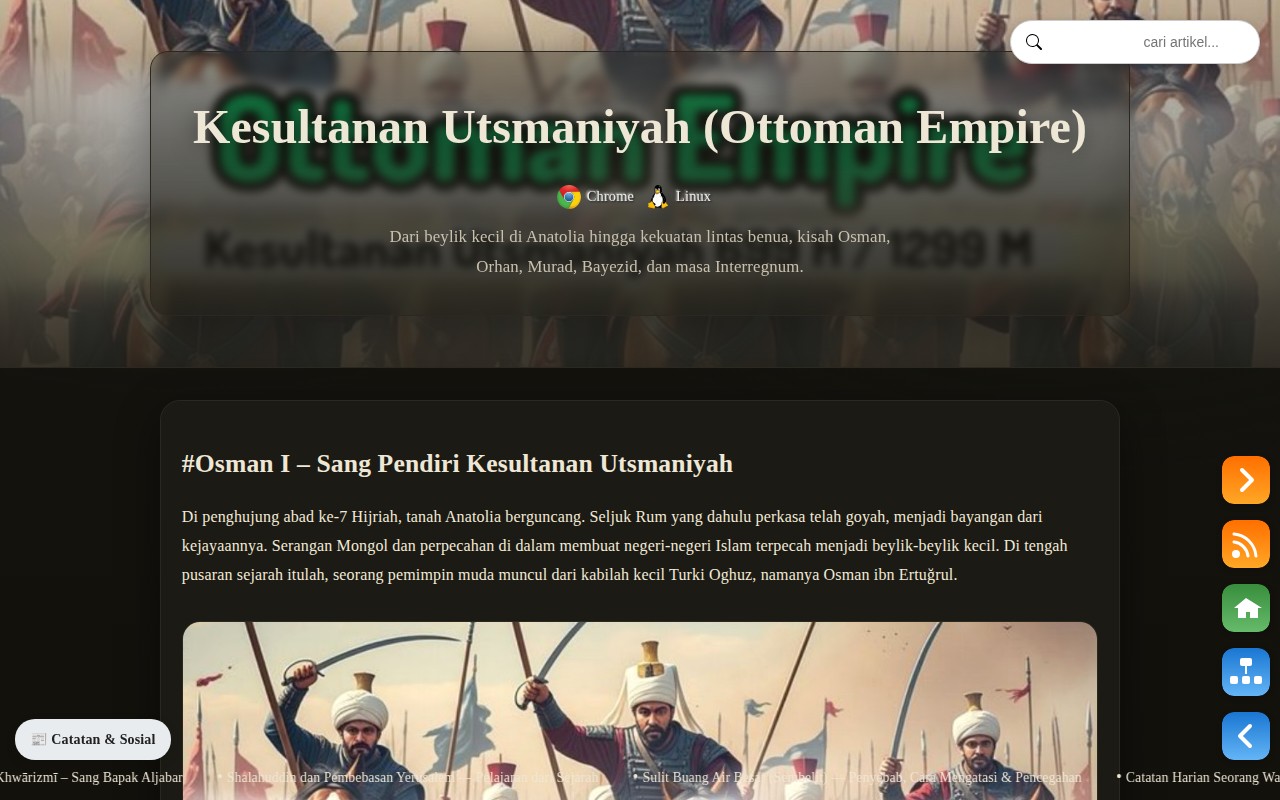 cari artikel...
Ottoman Empire
Kesultanan Utsmaniyah (Ottoman Empire)
Chrome Linux
Dari beylik kecil di Anatolia hingga kekuatan lintas benua, kisah Osman,
Orhan, Murad, Bayezid, dan masa Interregnum.
Kesultanan M / 1299 M
#Osman I – Sang Pendiri Kesultanan Utsmaniyah
Di penghujung abad ke-7 Hijriah, tanah Anatolia berguncang. Seljuk Rum yang dahulu perkasa telah goyah, menjadi bayangan dari
kejayaannya. Serangan Mongol dan perpecahan di dalam membuat negeri-negeri Islam terpecah menjadi beylik-beylik kecil. Di tengah
pusaran sejarah itulah, seorang pemimpin muda muncul dari kabilah kecil Turki Oghuz, namanya Osman ibn Ertuğrul.
📰 Catatan & Sosial
Khwārizmī – Sang Bapak Aljabar • Shalahuddin dan Pembebasan Yerusalem — Pelajaran dari Sejarah • Sulit Buang Air Besar (Sembelit) — Penyebab, Cara Mengatasi & Pencegahan • Catatan Harian Seorang Wa